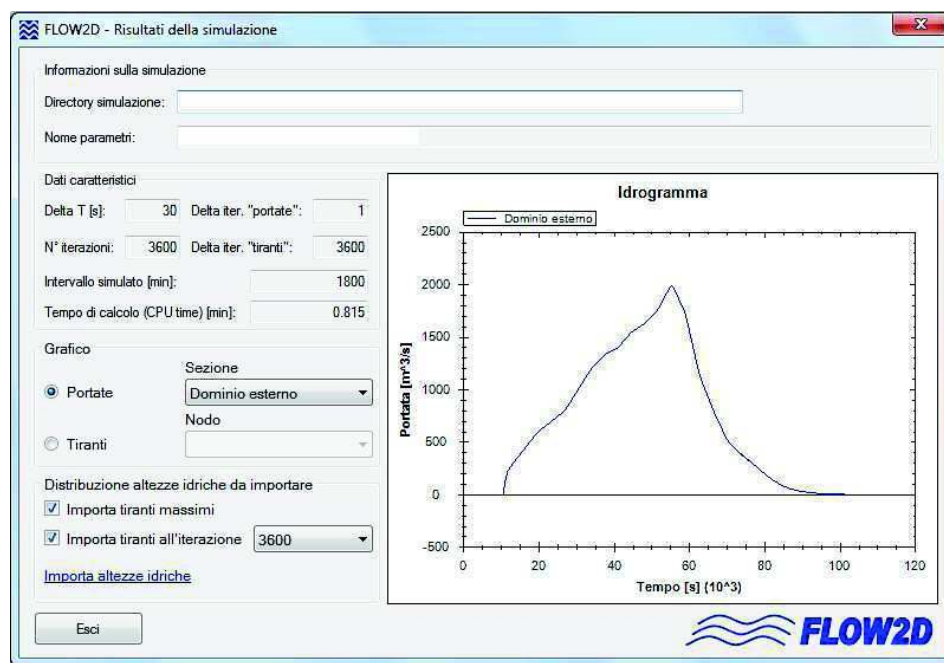 FLOW2D - Risultati della simulazione
Informazioni sulla simulazione
Directory simulazione:
Nome parametri:
Dati caratteristici
Delta T [s]: 30 Delta iter. "portate": 1
N° iterazioni: 3600 Delta iter. "tiranti": 3600
Intervallo simulato [min]: 1800
Tempo di calcolo (CPU time) [min]: 0.815
Grafico
Sezione
Portate Dominio esterno
Nodo
Tiranti
Distribuzione altezze idriche da importare
Importa tiranti massimi
Importa tiranti all'iterazione 3600
Importa altezze idriche
Esci
Idrogramma
Dominio esterno
Portata [m^3/s]
2500
2000
1500
1000
500
0
-500
0 20 40 60 80 100 120
Tempo [s] (10^3)
FLOW2D